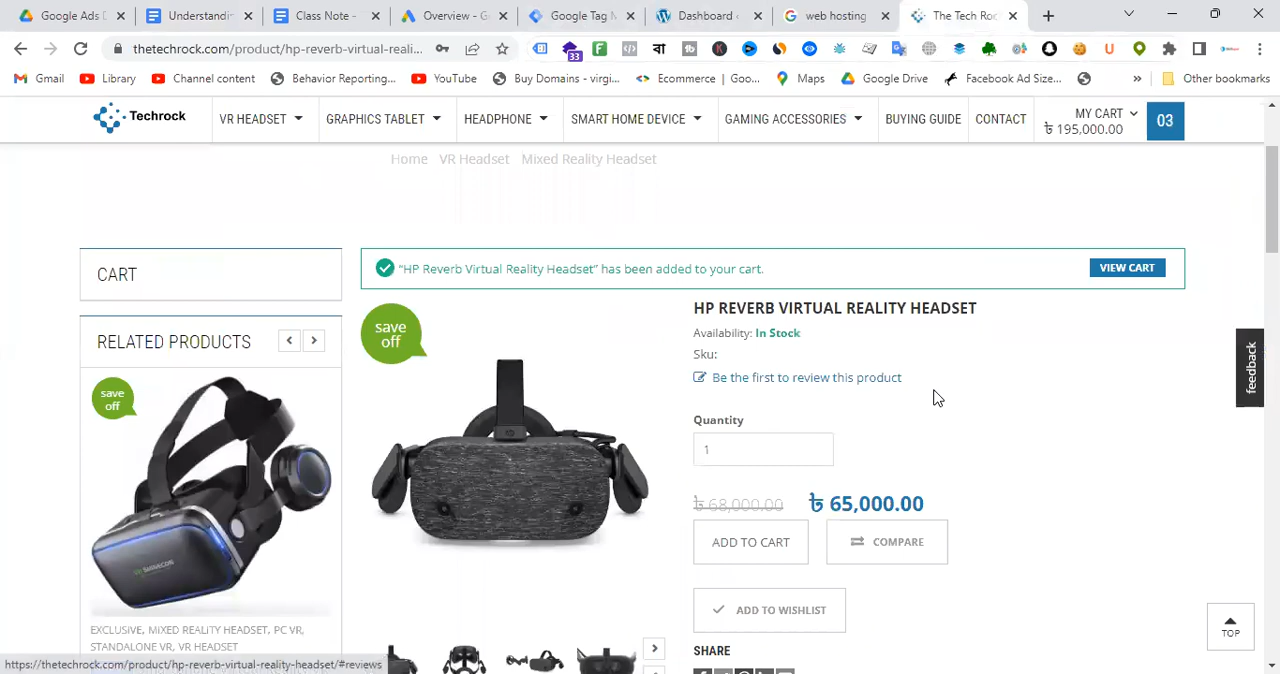 Google Ads D
Understandin
Class Note -
Overview - G
Google Tag M
Dashboard
web hosting
The Tech Roc
thetechrock.com/product/hp-reverb-virtual-reali...
33
বা
Gmail
Library
Channel content
Behavior Reporting...
YouTube
Buy Domains - virgi...
Ecommerce | Goo...
Maps
Google Drive
Facebook Ad Size...
»
Other bookmarks
Techrock
VR HEADSET
GRAPHICS TABLET
HEADPHONE
SMART HOME DEVICE
GAMING ACCESSORIES
BUYING GUIDE
CONTACT
MY CART
৳ 195,000.00
03
Home VR Headset Mixed Reality Headset
CART
“HP Reverb Virtual Reality Headset” has been added to your cart.
VIEW CART
RELATED PRODUCTS
save
off
EXCLUSIVE, MIXED REALITY HEADSET, PC VR,
STANDALONE VR, VR HEADSET
save
off
HP REVERB VIRTUAL REALITY HEADSET
Availability: In Stock
Sku:
Be the first to review this product
Quantity
1
৳ 68,000.00 ৳ 65,000.00
ADD TO CART
COMPARE
ADD TO WISHLIST
SHARE
feedback
TOP
https://thetechrock.com/product/hp-reverb-virtual-reality-headset/#reviews